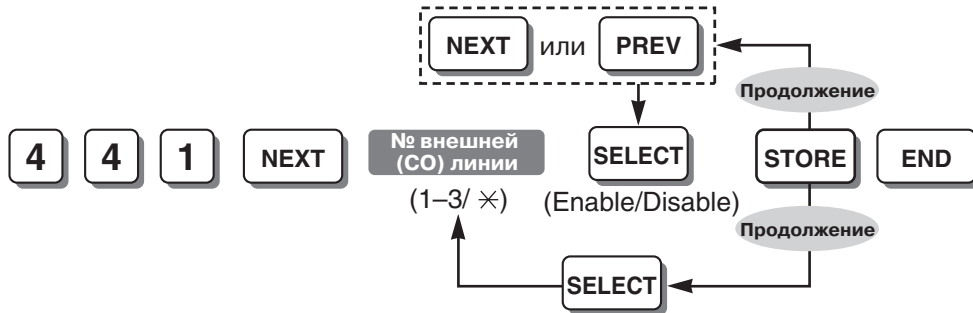 NEXT или PREV
Продолжение
4 4 1 NEXT № внешней (CO) линии SELECT STORE END
(1–3/ ✳) (Enable/Disable)
Продолжение
SELECT